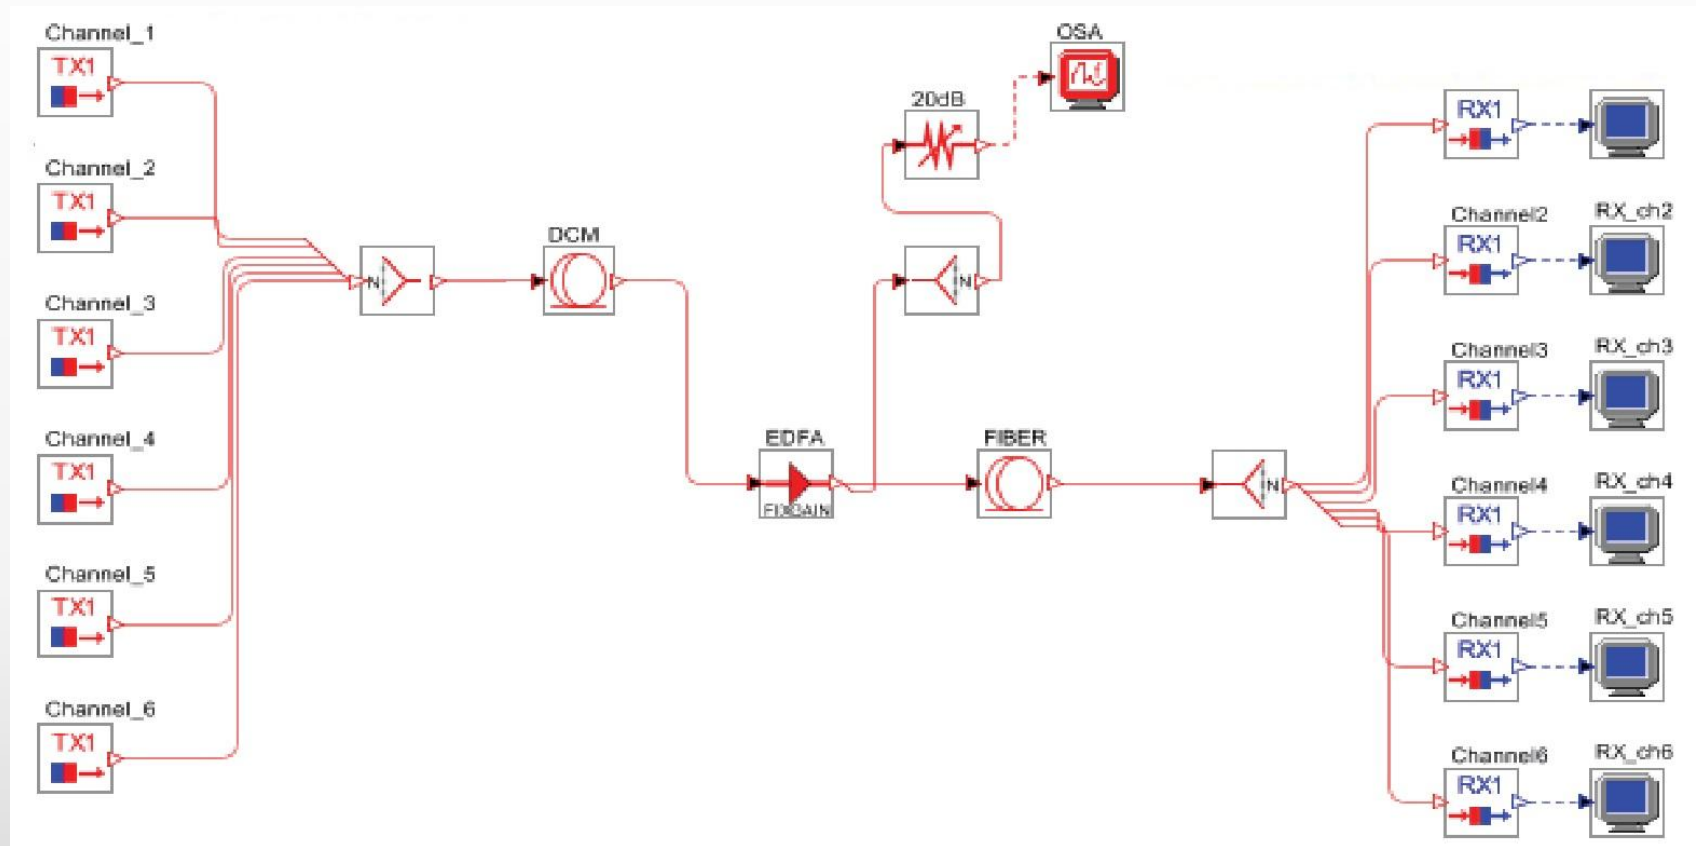 Channel_1
TX1
Channel_2
TX1
Channel_3
TX1
Channel_4
TX1
Channel_5
TX1
Channel_6
TX1
N
DCM
EDFA
FIXGAIN
N
20dB
OSA
FIBER
N
RX1
Channel2
RX1
RX_ch2
Channel3
RX1
RX_ch3
Channel4
RX1
RX_ch4
Channel5
RX1
RX_ch5
Channel6
RX1
RX_ch6